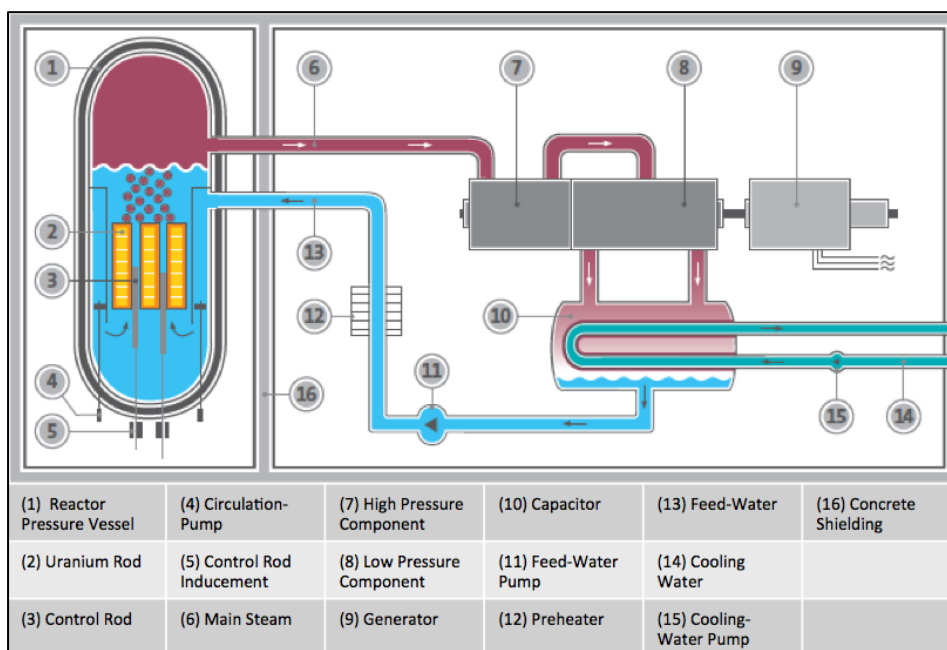 1
6
7
8
9
2
3
13
12
10
11
4
5
16
15
14
(1) Reactor
Pressure Vessel
(4) Circulation-
Pump
(7) High Pressure
Component
(10) Capacitor
(13) Feed-Water
(16) Concrete
Shielding
(2) Uranium Rod
(5) Control Rod
Inducement
(8) Low Pressure
Component
(11) Feed-Water
Pump
(14) Cooling
Water
(3) Control Rod
(6) Main Steam
(9) Generator
(12) Preheater
(15) Cooling-
Water Pump